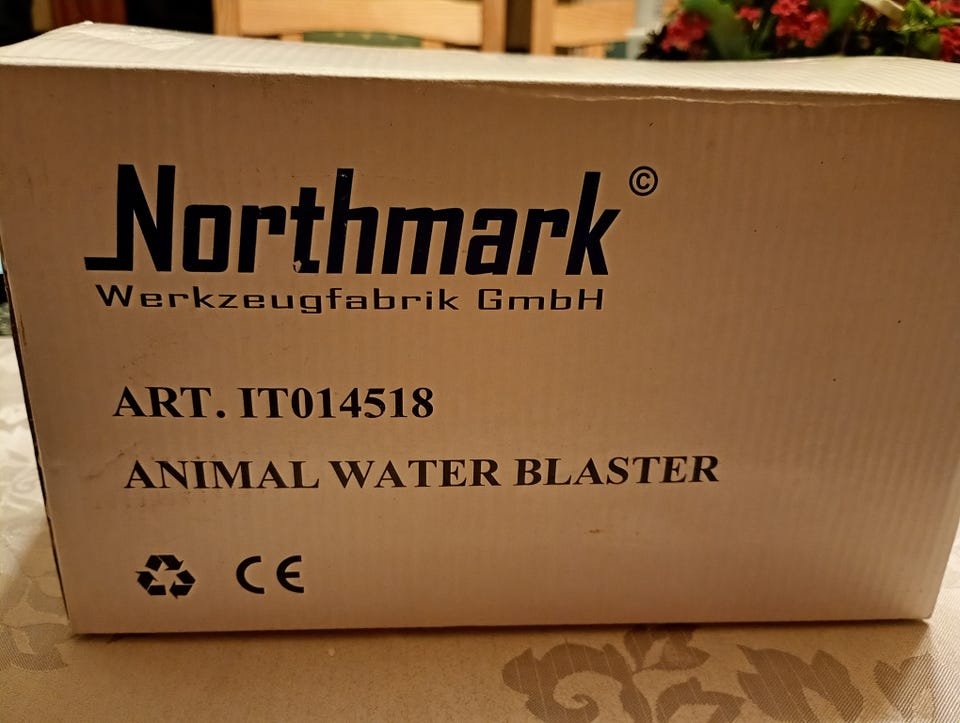 Northmark ©
Werkzeugfabrik GmbH
ART. IT014518
ANIMAL WATER BLASTER
CE